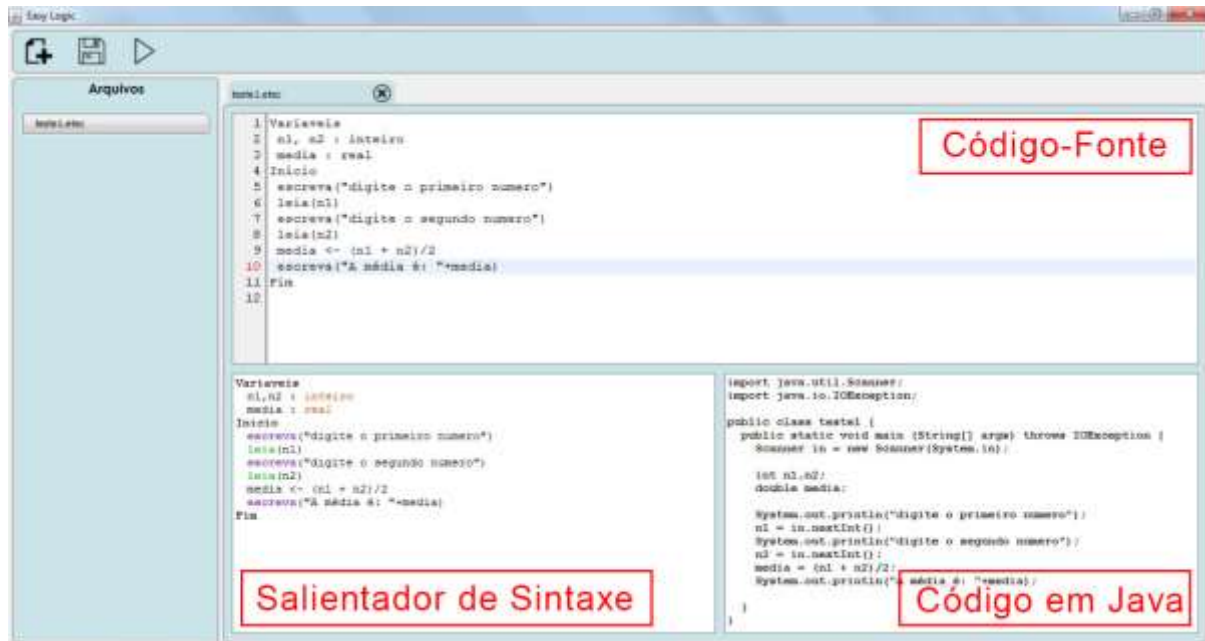 Easy Logic
Arquivos
teste1.etec
teste1.etec
Código-Fonte
1 Variaveis
2 n1, n2 : inteiro
3 media : real
4 Inicio
5 escreva("digite o primeiro numero")
6 leia(n1)
7 escreva("digite o segundo numero")
8 leia(n2)
9 media <- (n1 + n2)/2
10 escreva("A média é: "+media)
11 Fim
12
Variaveis
n1,n2 : inteiro
media : real
Inicio
escreva("digite o primeiro numero")
leia(n1)
escreva("digite o segundo numero")
leia(n2)
media <- (n1 + n2)/2
escreva("A média é: "+media)
Fim
Salientador de Sintaxe
import java.util.Scanner;
import java.io.IOException;
public class teste1 {
public static void main (String[] args) throws IOException {
Scanner in = new Scanner(System.in);
int n1,n2;
double media;
System.out.println("digite o primeiro numero");
n1 = in.nextInt();
System.out.println("digite o segundo numero");
n2 = in.nextInt();
media = (n1 + n2)/2;
System.out.println("A média é: "+media);
}
}
Código em Java